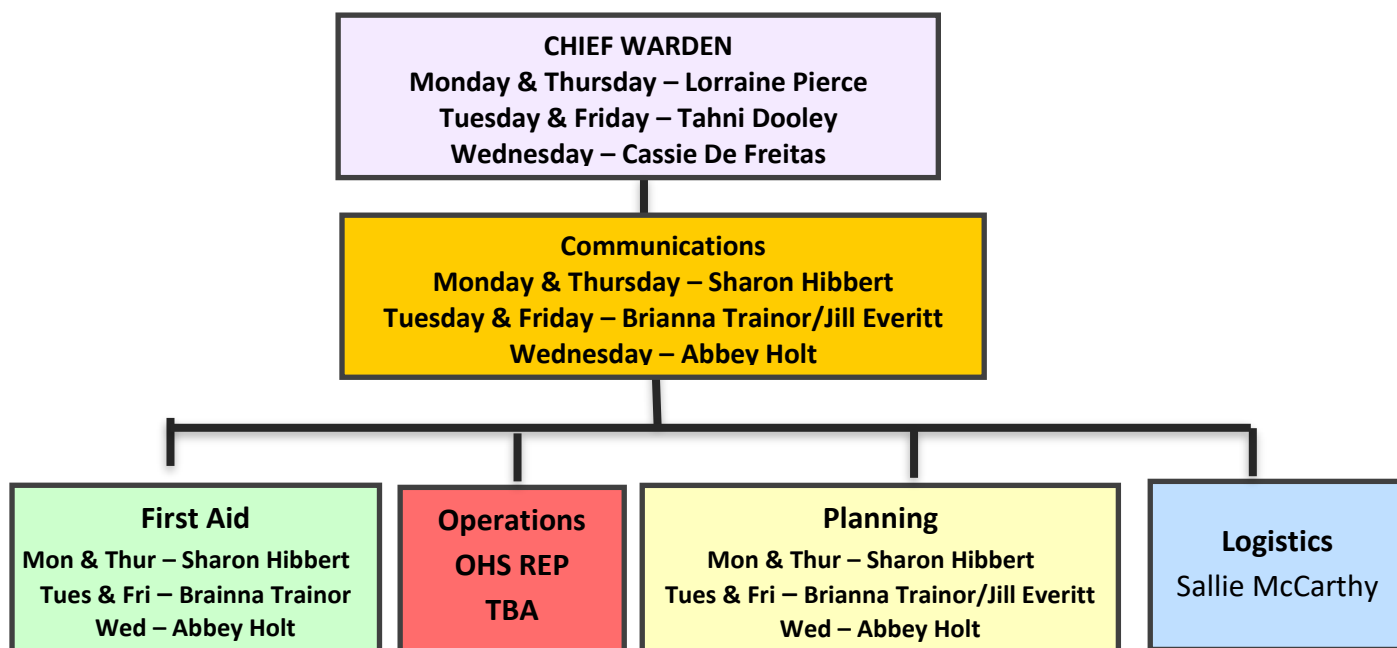 CHIEF WARDEN
Monday & Thursday – Lorraine Pierce
Tuesday & Friday – Tahni Dooley
Wednesday – Cassie De Freitas
Communications
Monday & Thursday – Sharon Hibbert
Tuesday & Friday – Brianna Trainor/Jill Everitt
Wednesday – Abbey Holt
First Aid
Mon & Thur – Sharon Hibbert
Tues & Fri – Brainna Trainor
Wed – Abbey Holt
Operations
OHS REP
TBA
Planning
Mon & Thur – Sharon Hibbert
Tues & Fri – Brianna Trainor/Jill Everitt
Wed – Abbey Holt
Logistics
Sallie McCarthy